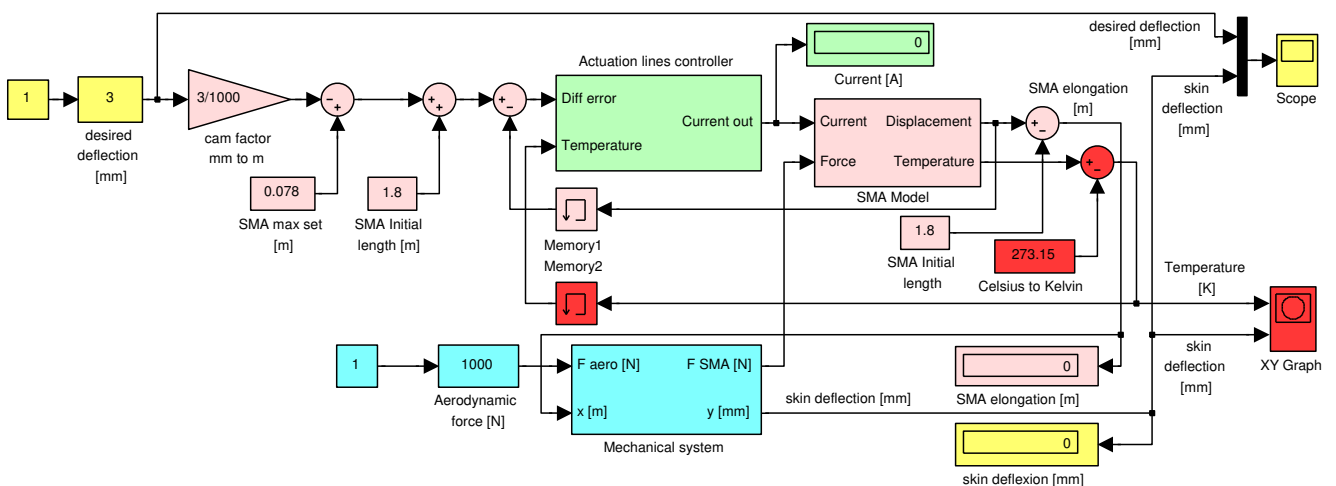 desired deflection
[mm]
0
Current [A]
Actuation lines controller
1
3
desired
deflection
[mm]
3/1000
cam factor
mm to m
−
+
+
+
+
−
Diff error
Current out
Temperature
Current
Displacement
Force
Temperature
SMA Model
SMA elongation
[m]
+
−
+
−
skin
deflection
[mm]
Scope
0.078
SMA max set
[m]
1.8
SMA Initial
length [m]
Memory1
Memory2
1.8
SMA Initial
length
273.15
Celsius to Kelvin
Temperature
[K]
1
1000
Aerodynamic
force [N]
F aero [N]
F SMA [N]
x [m]
y [mm]
Mechanical system
skin deflection [mm]
0
SMA elongation [m]
skin
deflection
[mm]
XY Graph
0
skin deflexion [mm]